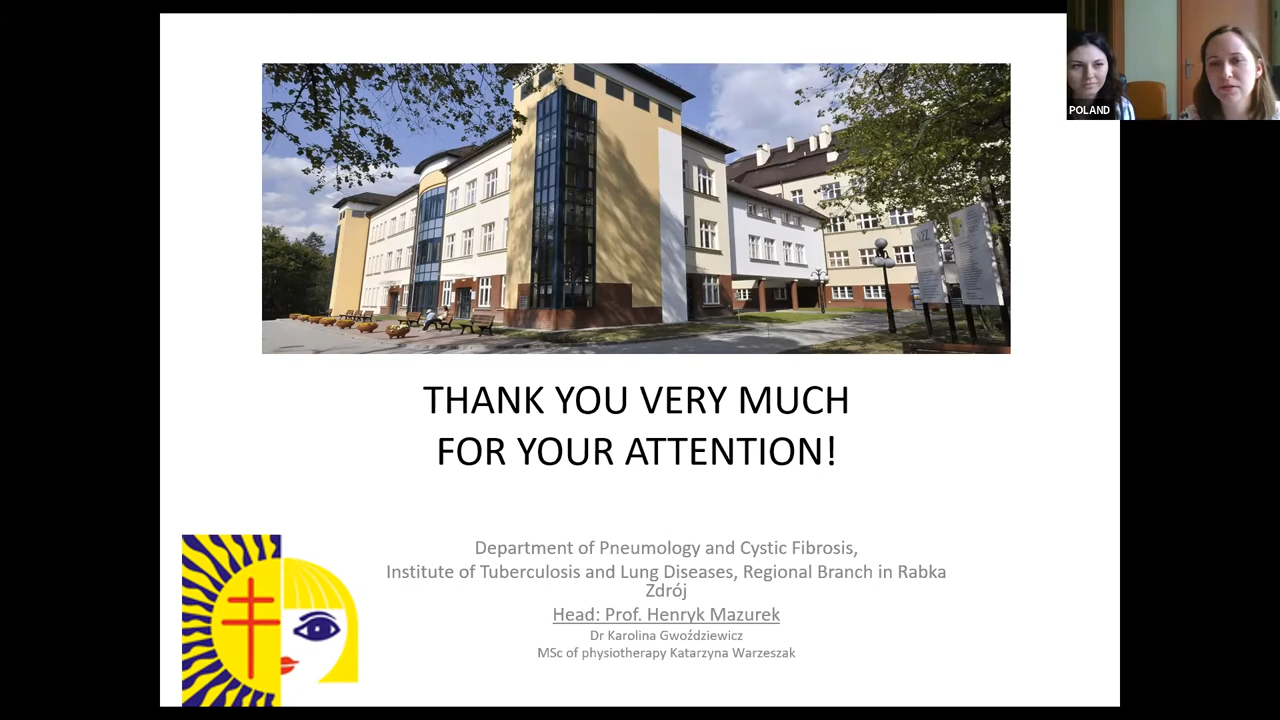 POLAND
THANK YOU VERY MUCH
FOR YOUR ATTENTION!
Department of Pneumology and Cystic Fibrosis,
Institute of Tuberculosis and Lung Diseases, Regional Branch in Rabka
Zdrój
Head: Prof. Henryk Mazurek
Dr Karolina Gwoździewicz
MSc of physiotherapy Katarzyna Warzeszak